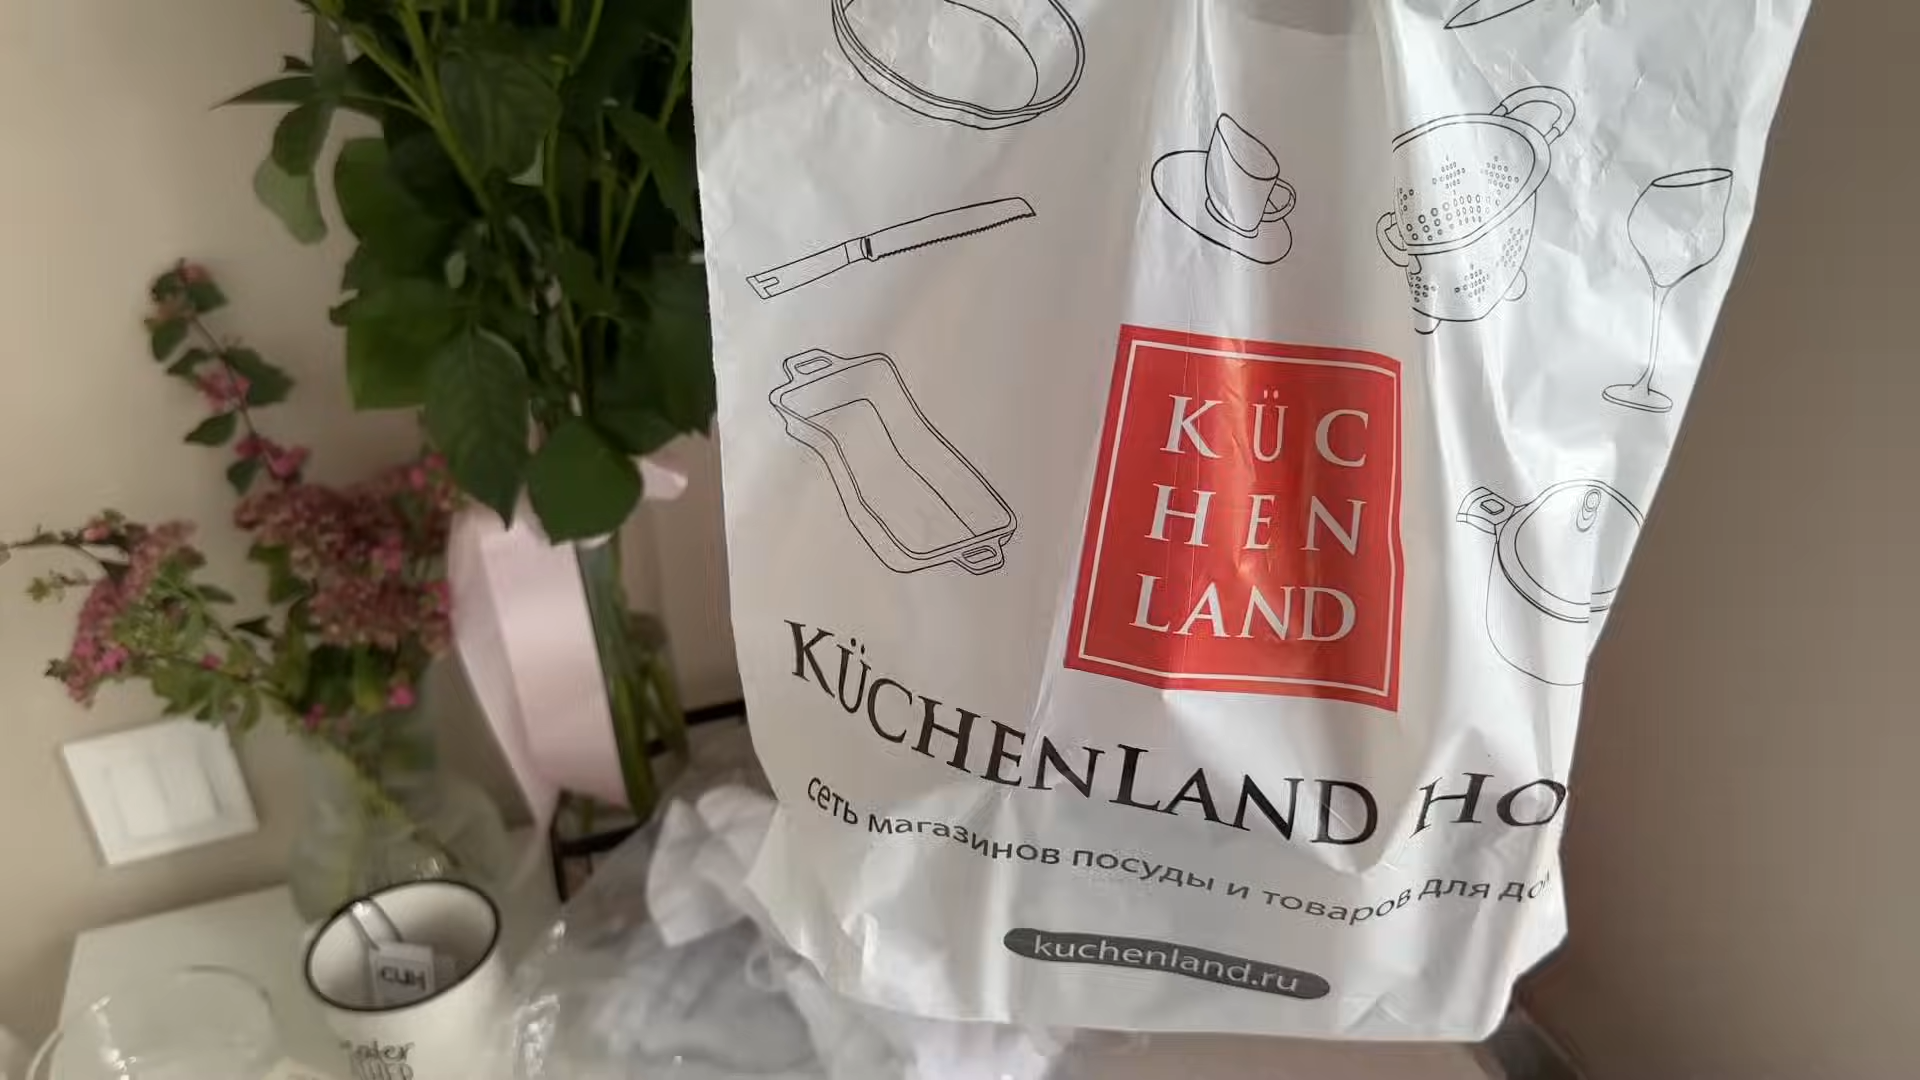 KÜC
HEN
LAND
KÜCHENLAND HO
сеть магазинов посуды и товаров для до
kuchenland.ru